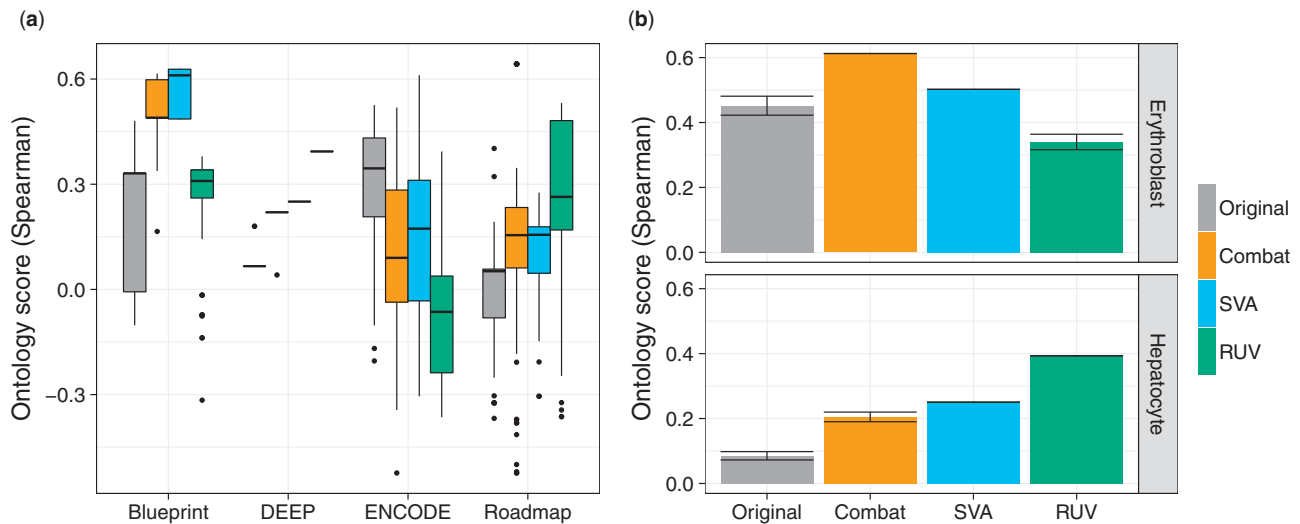 (a)
Ontology score (Spearman)
0.6
0.3
0.0
−0.3
Blueprint DEEP ENCODE Roadmap
(b)
Ontology score (Spearman)
0.6
0.4
0.2
0.0
Erythroblast
0.6
0.4
0.2
0.0
Hepatocyte
Original Combat SVA RUV
Original
Combat
SVA
RUV